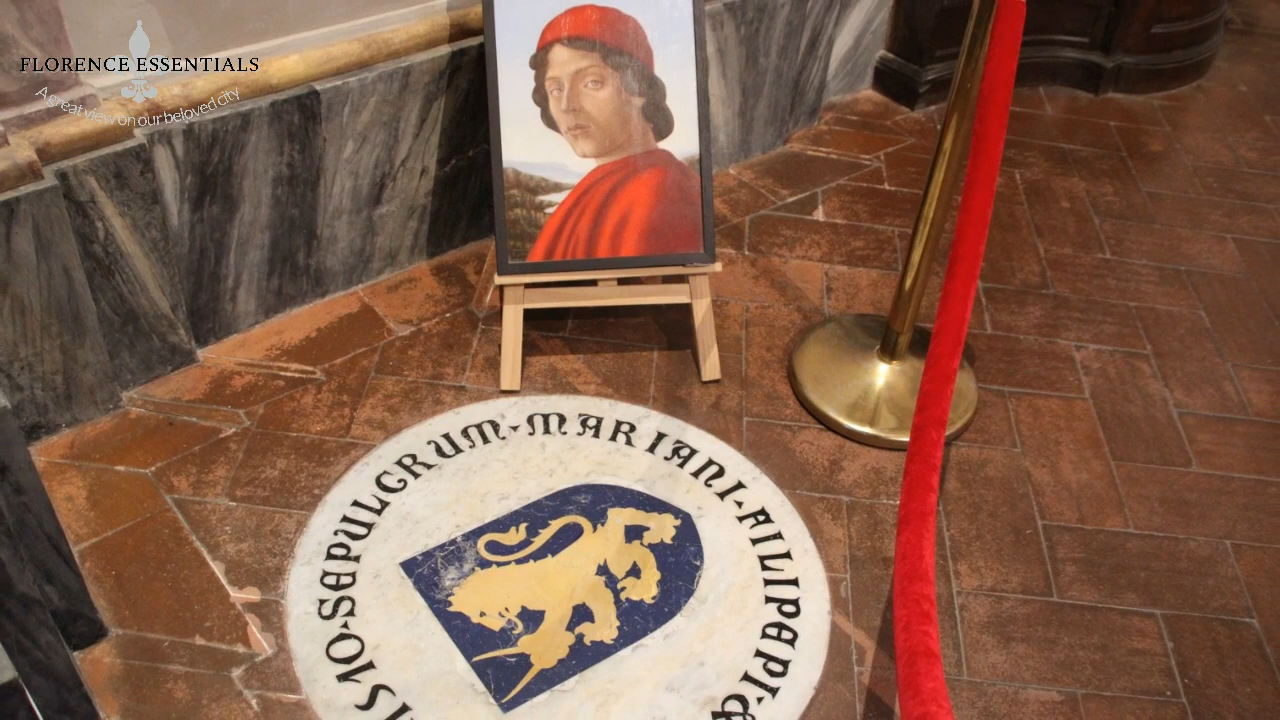 FLORENCE ESSENTIALS
A great view on our beloved city
SEPULCRUM · MARIANI · FILIPEPI ·